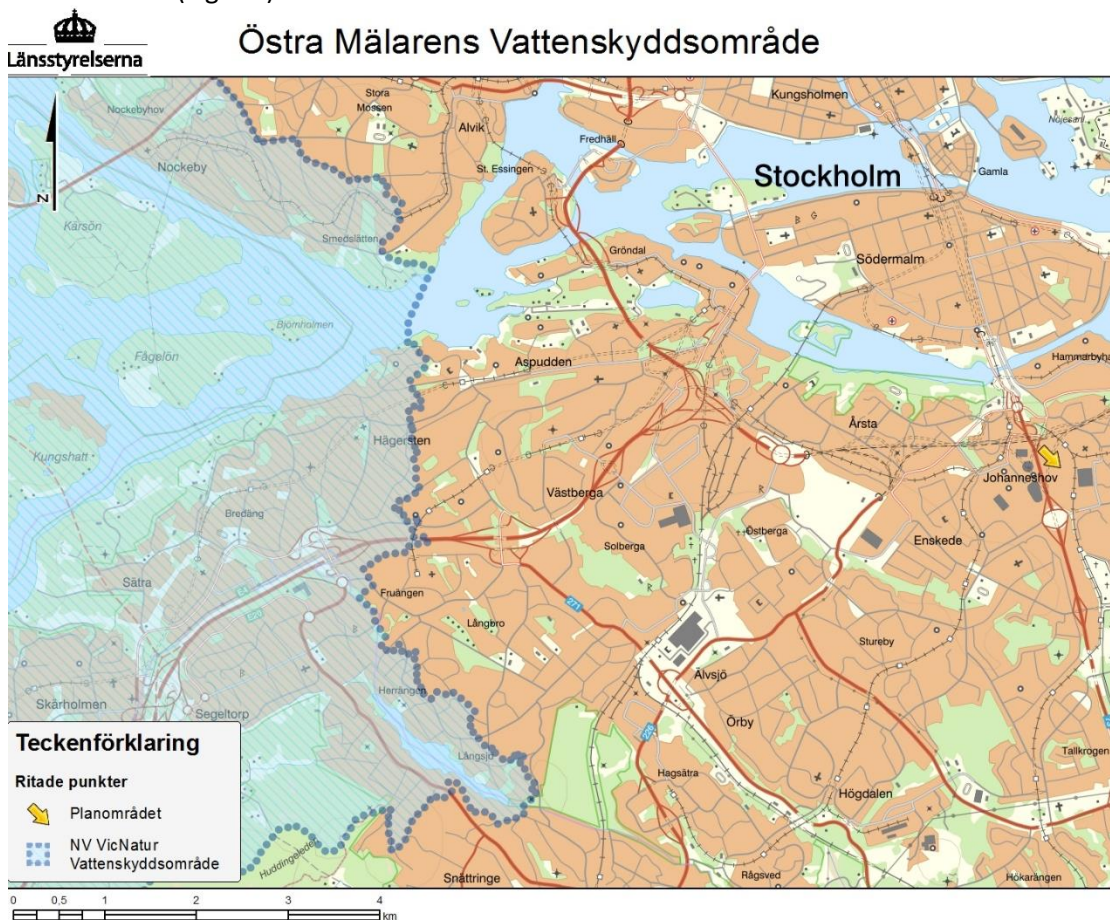 Länsstyrelserna
Östra Mälarens Vattenskyddsområde
N
Nockebyhov
Stora
Mossen
Alvik
Kungsholmen
Fredhäll
Nockeby
St. Essingen
Stockholm
Gamla
Kärsön
Smedslätten
Gröndal
Södermalm
Björnholmen
Fågelön
Aspudden
Hammarbyha
Årsta
Hägersten
Kungshatt
Johanneshov
Västberga
Bredäng
Solberga
Östberga
Enskede
Sätra
Fruängen
271
Långbro
Stureby
Älvsjö
Skärholmen
Herrängen
Segeltorp
Örby
226
Långsjö
Tallkrogen
Hagsätra
Högdalen
Huddingeleden
Snättringe
Rågsved
Hökarängen
Teckenförklaring
Ritade punkter
Planområdet
NV VicNatur
Vattenskyddsområde
0 0,5 1 2 3 4
km